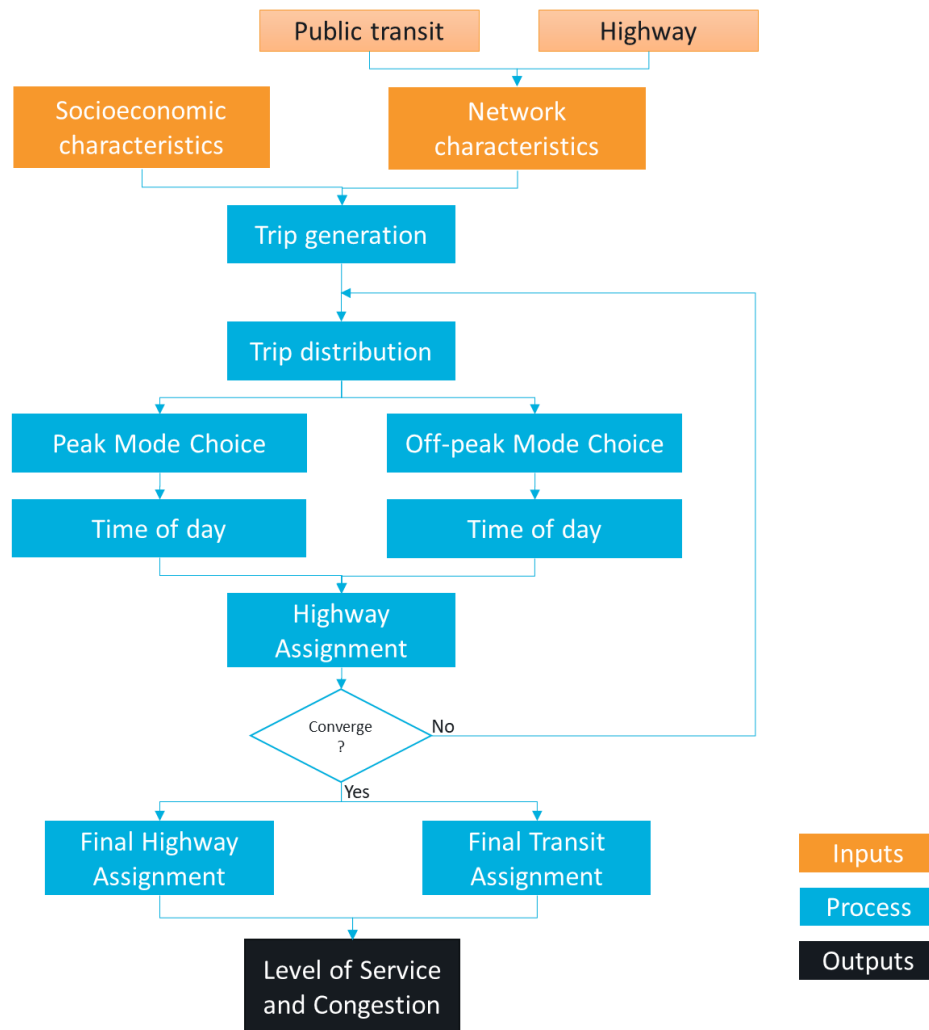 Public transit
Highway
Socioeconomic
characteristics
Network
characteristics
Trip generation
Trip distribution
Peak Mode Choice
Off-peak Mode Choice
Time of day
Time of day
Highway
Assignment
Converge
?
No
Yes
Final Highway
Assignment
Final Transit
Assignment
Inputs
Process
Outputs
Level of Service
and Congestion